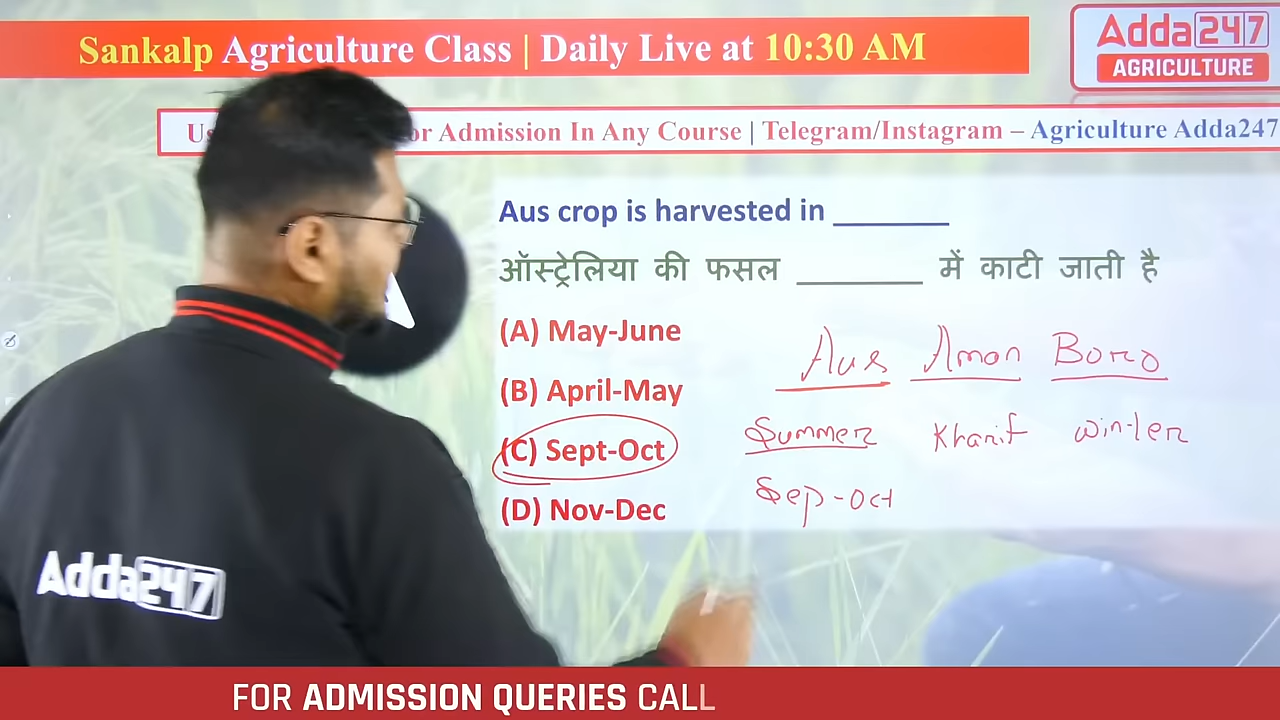 Sankalp Agriculture Class | Daily Live at 10:30 AM
Adda247
AGRICULTURE
Admission In Any Course | Telegram/Instagram – Agriculture Adda247
Aus crop is harvested in ________
ऑस्ट्रेलिया की फसल ________ में काटी जाती है
(A) May-June
(B) April-May
(C) Sept-Oct
(D) Nov-Dec
Aus Aman Boro
Summer Kharif winter
Sep-oct
Adda247
FOR ADMISSION QUERIES CALL